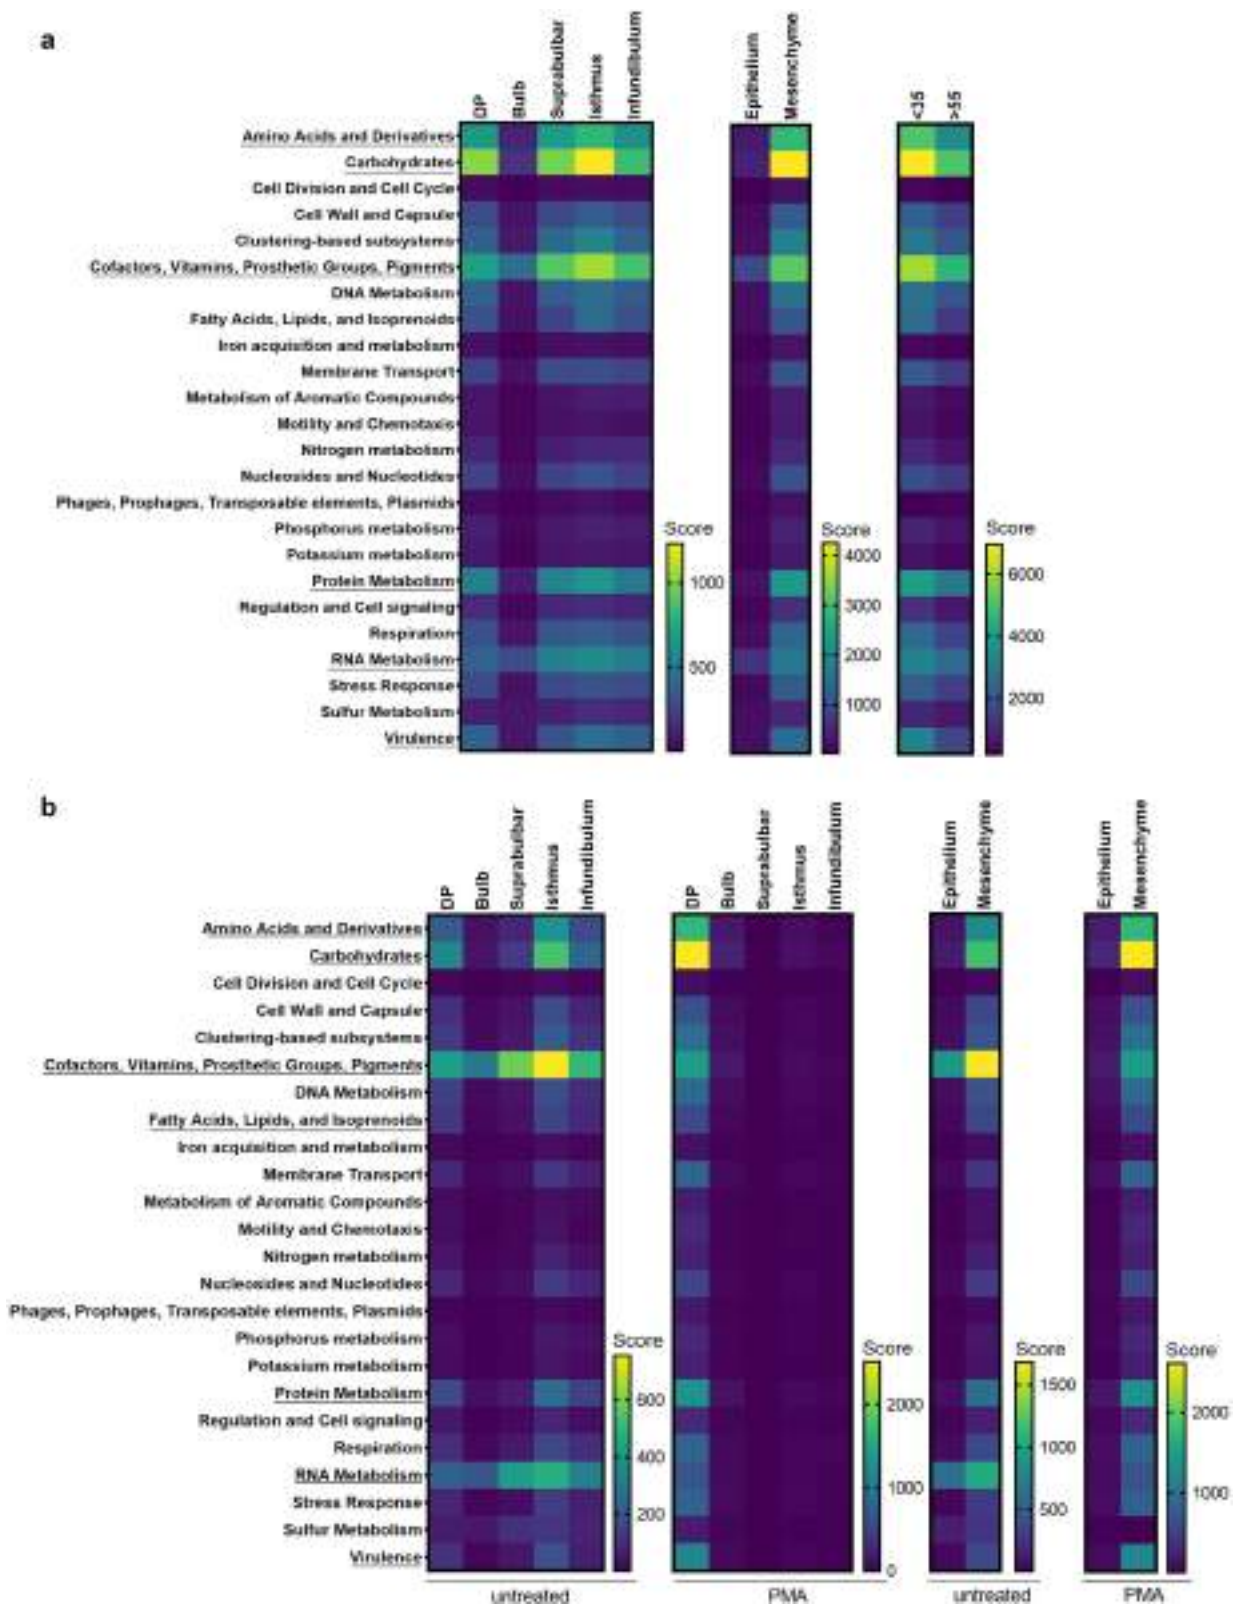 a
DP
Bulb
Suprabulbar
Isthmus
Infundibulum
Epithelium
Mesenchyme
<35
>55
Amino Acids and Derivatives
Carbohydrates
Cell Division and Cell Cycle
Cell Wall and Capsule
Clustering-based subsystems
Cofactors, Vitamins, Prosthetic Groups, Pigments
DNA Metabolism
Fatty Acids, Lipids, and Isoprenoids
Iron acquisition and metabolism
Membrane Transport
Metabolism of Aromatic Compounds
Motility and Chemotaxis
Nitrogen metabolism
Nucleosides and Nucleotides
Phages, Prophages, Transposable elements, Plasmids
Phosphorus metabolism
Potassium metabolism
Protein Metabolism
Regulation and Cell signaling
Respiration
RNA Metabolism
Stress Response
Sulfur Metabolism
Virulence
Score
1000
500
Score
4000
3000
2000
1000
Score
6000
4000
2000
b
DP
Bulb
Suprabulbar
Isthmus
Infundibulum
DP
Bulb
Suprabulbar
Isthmus
Infundibulum
Epithelium
Mesenchyme
Epithelium
Mesenchyme
Amino Acids and Derivatives
Carbohydrates
Cell Division and Cell Cycle
Cell Wall and Capsule
Clustering-based subsystems
Cofactors, Vitamins, Prosthetic Groups, Pigments
DNA Metabolism
Fatty Acids, Lipids, and Isoprenoids
Iron acquisition and metabolism
Membrane Transport
Metabolism of Aromatic Compounds
Motility and Chemotaxis
Nitrogen metabolism
Nucleosides and Nucleotides
Phages, Prophages, Transposable elements, Plasmids
Phosphorus metabolism
Potassium metabolism
Protein Metabolism
Regulation and Cell signaling
Respiration
RNA Metabolism
Stress Response
Sulfur Metabolism
Virulence
Score
600
400
200
Score
2000
1000
0
Score
1500
1000
500
Score
2000
1000
untreated
PMA
untreated
PMA